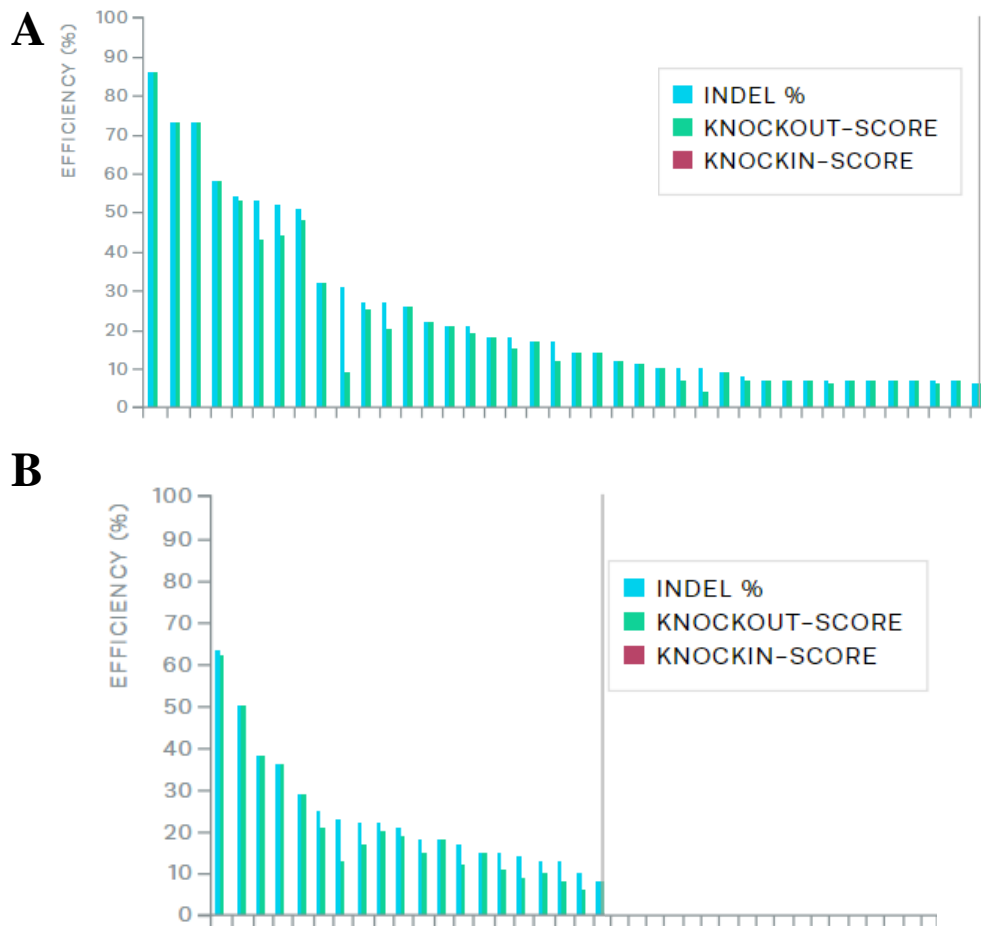 A
EFFICIENCY (%)
100
90
80
70
60
50
40
30
20
10
0
INDEL %
KNOCKOUT-SCORE
KNOCKIN-SCORE
B
EFFICIENCY (%)
100
90
80
70
60
50
40
30
20
10
0
INDEL %
KNOCKOUT-SCORE
KNOCKIN-SCORE